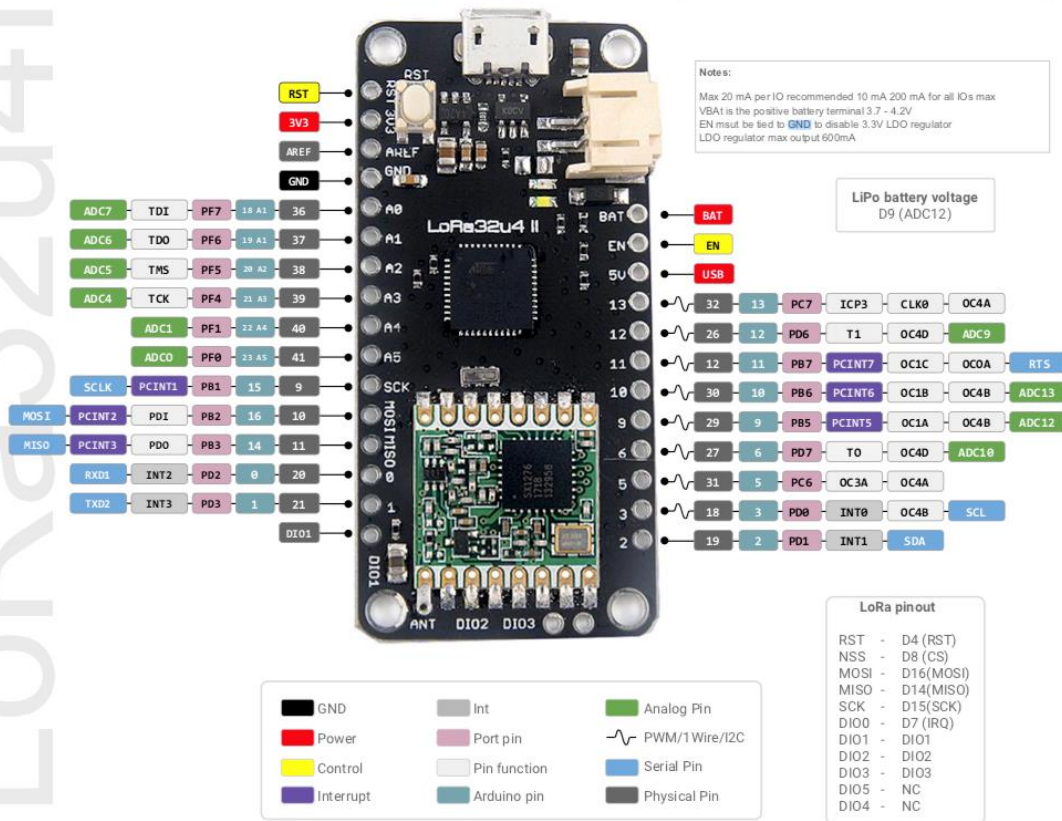 LoRa32u4II
RST
3V3
AREF
GND
ADC7 TDI PF7 18 A1 36
ADC6 TDO PF6 19 A1 37
ADC5 TMS PF5 20 A2 38
ADC4 TCK PF4 21 A3 39
ADC1 PF1 22 A4 40
ADC0 PF0 23 A5 41
SCLK PCINT1 PB1 15 9
MOSI PCINT2 PDI PB2 16 10
MISO PCINT3 PDO PB3 14 11
RXD1 INT2 PD2 0 20
TXD2 INT3 PD3 1 21
DIO1
RST
RST
3V3
AREF
GND
A0
A1
A2
A3
A4
A5
SCK
MOSI
MISO
0
1
DIO1
LoRa32u4 II
BAT
EN
5V
13
12
11
10
9
6
5
3
2
SX1276
1718
132958
ANT DIO2 DIO3
Notes:
Max 20 mA per IO recommended 10 mA 200 mA for all IOs max
VBAt is the positive battery terminal 3.7 - 4.2V
EN msut be tied to GND to disable 3.3V LDO regulator
LDO regulator max output 600mA
LiPo battery voltage
D9 (ADC12)
BAT
EN
USB
32 13 PC7 ICP3 CLK0 OC4A
26 12 PD6 T1 OC4D ADC9
12 11 PB7 PCINT7 OC1C OC0A RTS
30 10 PB6 PCINT6 OC1B OC4B ADC13
29 9 PB5 PCINT5 OC1A OC4B ADC12
27 6 PD7 TO OC4D ADC10
31 5 PC6 OC3A OC4A
18 3 PD0 INT0 OC4B SCL
19 2 PD1 INT1 SDA
LoRa pinout
RST - D4 (RST)
NSS - D8 (CS)
MOSI - D16(MOSI)
MISO - D14(MISO)
SCK - D15(SCK)
DIO0 - D7 (IRQ)
DIO1 - DIO1
DIO2 - DIO2
DIO3 - DIO3
DIO5 - NC
DIO4 - NC
GND Int Analog Pin
Power Port pin PWM/1Wire/I2C
Control Pin function Serial Pin
Interrupt Arduino pin Physical Pin